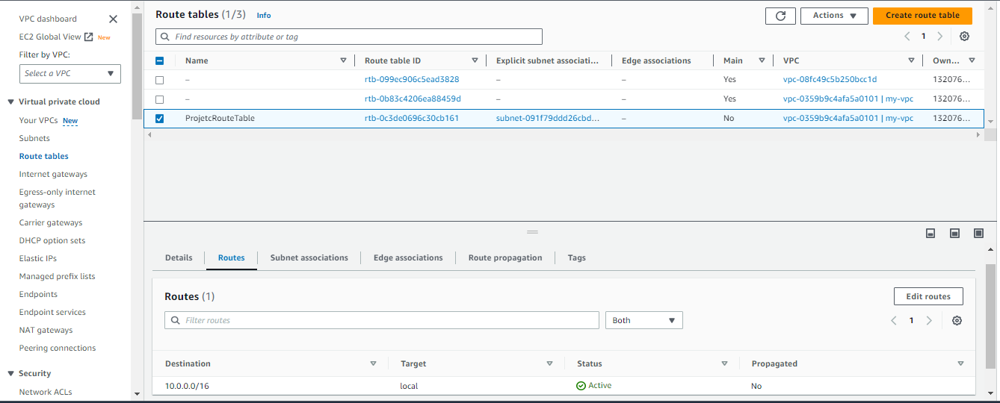 VPC dashboard
EC2 Global View New
Filter by VPC:
Select a VPC
Virtual private cloud
Your VPCs New
Subnets
Route tables
Internet gateways
Egress-only internet
gateways
Carrier gateways
DHCP option sets
Elastic IPs
Managed prefix lists
Endpoints
Endpoint services
NAT gateways
Peering connections
Security
Network ACLs
Route tables (1/3) Info
Actions
Create route table
Find resources by attribute or tag
1
Name Route table ID Explicit subnet associati... Edge associations Main VPC Own...
– rtb-099ec906c5ead3828 – – Yes vpc-08fc49c5b250bcc1d 132076...
– rtb-0b83c4206ea88459d – – Yes vpc-0359b9c4afa5a0101 | my-vpc 132076...
ProjetcRouteTable rtb-0c3de0696c30cb161 subnet-091f79ddd26cbd... – No vpc-0359b9c4afa5a0101 | my-vpc 132076...
Details Routes Subnet associations Edge associations Route propagation Tags
Routes (1)
Edit routes
Filter routes
Both
1
Destination Target Status Propagated
10.0.0.0/16 local Active No